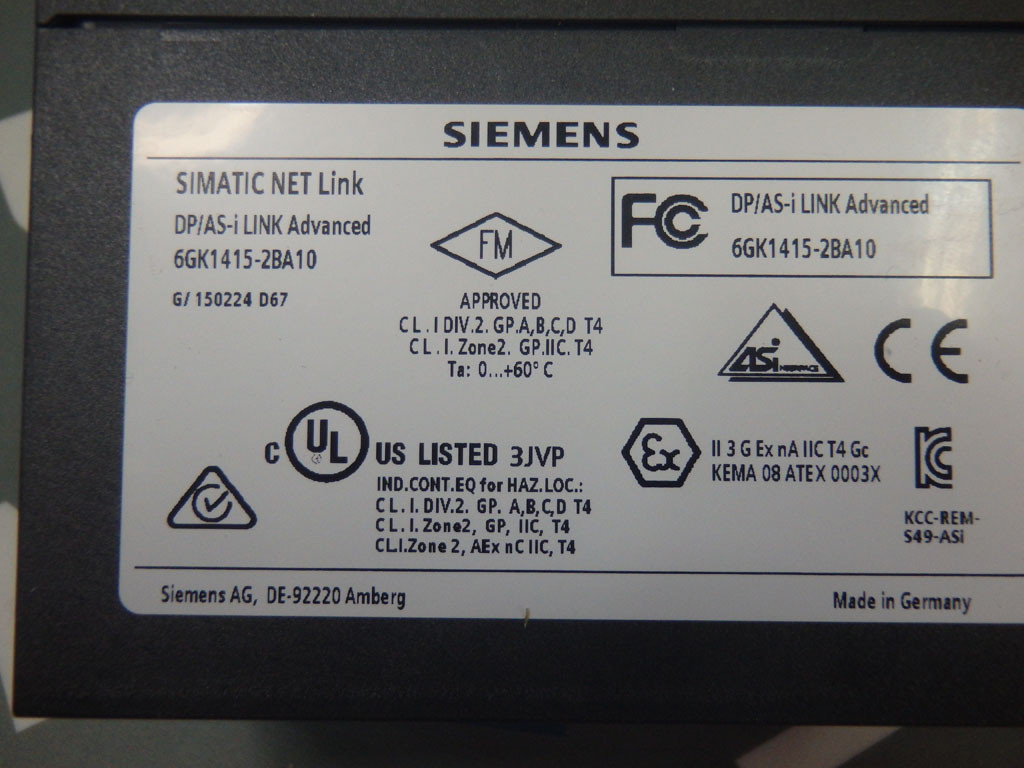 SIEMENS
SIMATIC NET Link
DP/AS-i LINK Advanced
6GK1415-2BA10
G/ 150224 D67
FM
APPROVED
CL. I DIV.2. GP.A,B,C,D T4
CL. I. Zone2. GP.IIC. T4
Ta: 0...+60° C
FC
DP/AS-i LINK Advanced
6GK1415-2BA10
ASi INTERFACE
CE
C UL US LISTED 3JVP
IND.CONT.EQ for HAZ.LOC.:
CL. I. DIV.2. GP. A,B,C,D T4
CL. I. Zone2, GP, IIC, T4
CL.I.Zone 2, AEx nC IIC, T4
Ex
II 3 G Ex nA IIC T4 Gc
KEMA 08 ATEX 0003X
KC
KCC-REM-
S49-ASi
Siemens AG, DE-92220 Amberg
Made in Germany